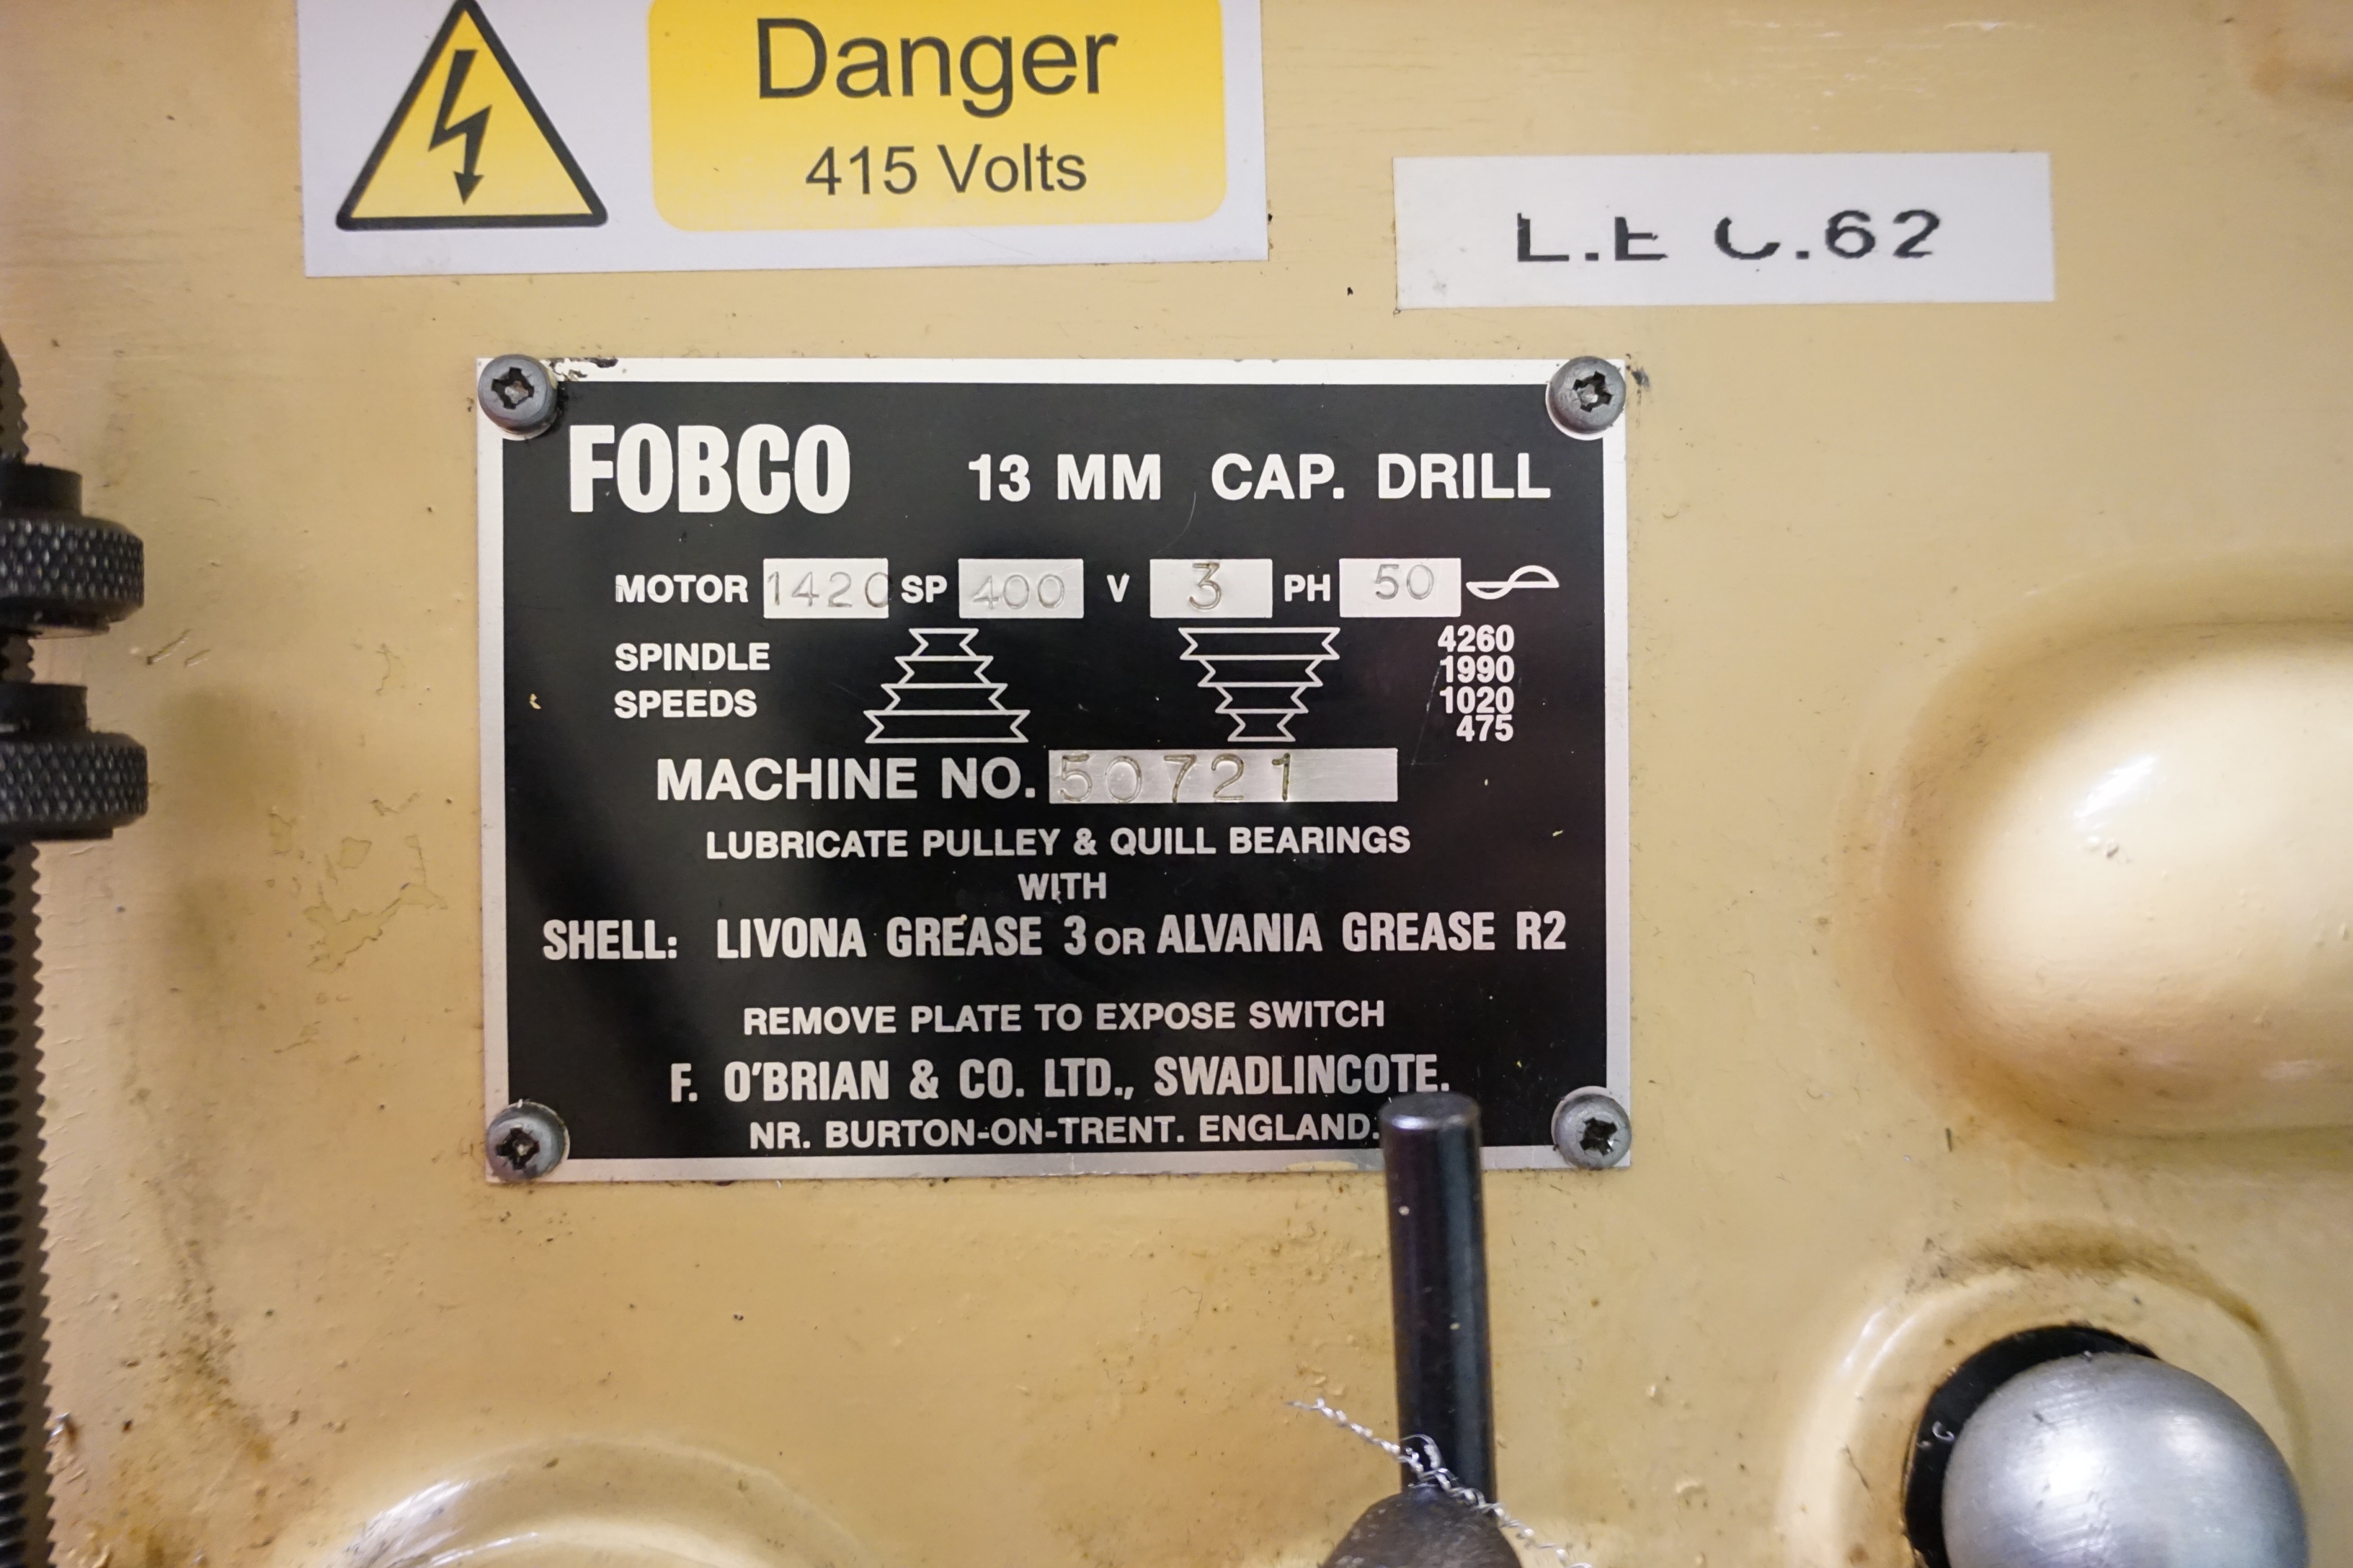 Danger
415 Volts
L.E C.62
FOBCO 13 MM CAP. DRILL
MOTOR 1420 SP 400 V 3 PH 50
SPINDLE
SPEEDS
4260
1990
1020
475
MACHINE NO. 50721
LUBRICATE PULLEY & QUILL BEARINGS
WITH
SHELL: LIVONA GREASE 3 OR ALVANIA GREASE R2
REMOVE PLATE TO EXPOSE SWITCH
F. O'BRIAN & CO. LTD., SWADLINCOTE.
NR. BURTON-ON-TRENT. ENGLAND.